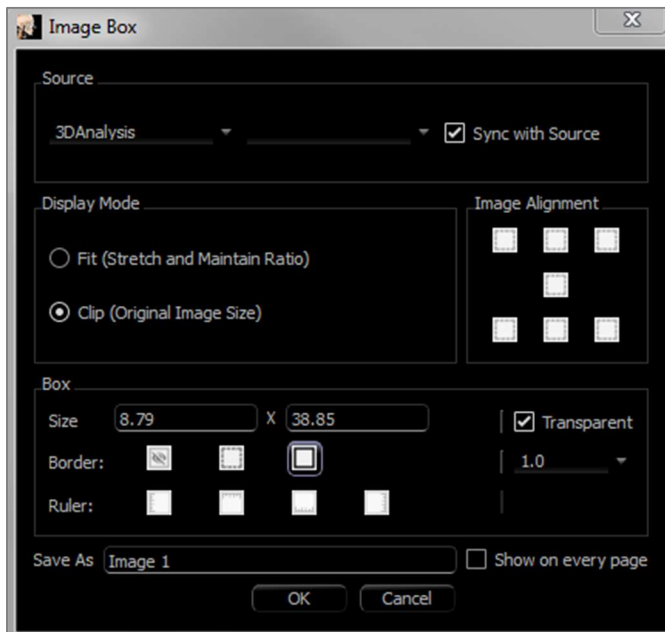 Image Box
Source
3DAnalysis
Sync with Source
Display Mode
Image Alignment
Fit (Stretch and Maintain Ratio)
Clip (Original Image Size)
Box
Size 8.79 X 38.85 Transparent
Border: 1.0
Ruler:
Save As Image 1 Show on every page
OK Cancel